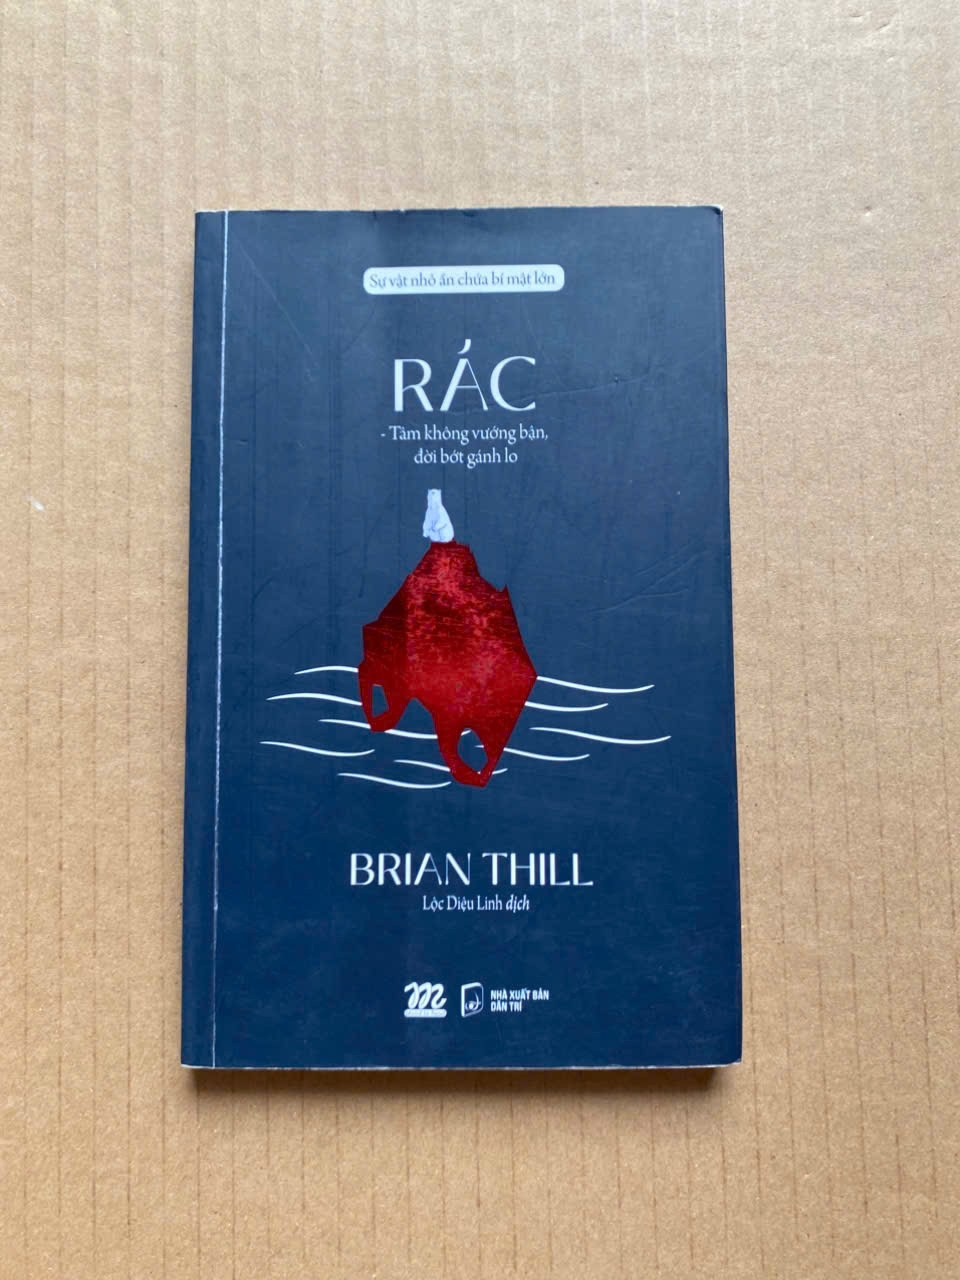 Sự vật nhỏ ẩn chứa bí mật lớn
RÁC
- Tâm không vướng bận,
đời bớt gánh lo
BRIAN THILL
Lộc Diệu Linh dịch
NHÀ XUẤT BẢN
DÂN TRÍ